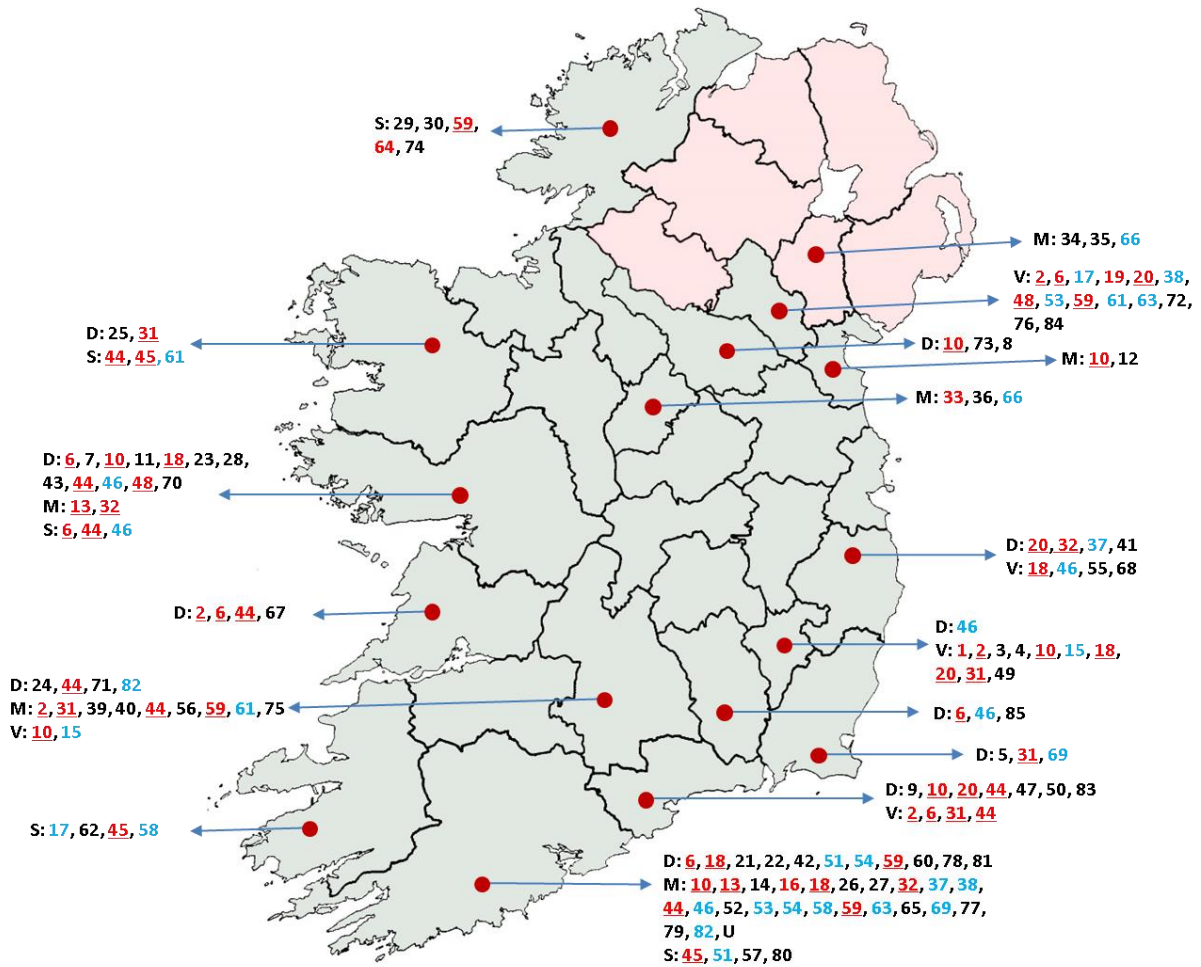 S: 29, 30, 59,
64, 74
M: 34, 35, 66
V: 2, 6, 17, 19, 20, 38,
48, 53, 59, 61, 63, 72,
76, 84
D: 25, 31
S: 44, 45, 61
D: 10, 73, 8
M: 10, 12
M: 33, 36, 66
D: 6, 7, 10, 11, 18, 23, 28,
43, 44, 46, 48, 70
M: 13, 32
S: 6, 44, 46
D: 20, 32, 37, 41
V: 18, 46, 55, 68
D: 2, 6, 44, 67
D: 46
V: 1, 2, 3, 4, 10, 15, 18,
20, 31, 49
D: 24, 44, 71, 82
M: 2, 31, 39, 40, 44, 56, 59, 61, 75
V: 10, 15
D: 6, 46, 85
D: 5, 31, 69
D: 9, 10, 20, 44, 47, 50, 83
V: 2, 6, 31, 44
S: 17, 62, 45, 58
D: 6, 18, 21, 22, 42, 51, 54, 59, 60, 78, 81
M: 10, 13, 14, 16, 18, 26, 27, 32, 37, 38,
44, 46, 52, 53, 54, 58, 59, 63, 65, 69, 77,
79, 82, U
S: 45, 51, 57, 80